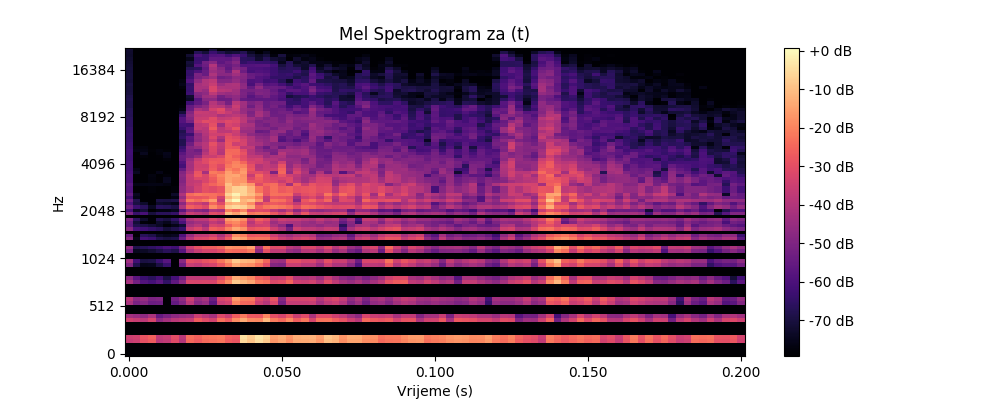 Mel Spektrogram za (t)
+0 dB
16384
-10 dB
8192
-20 dB
4096
-30 dB
Hz
-40 dB
2048
-50 dB
1024
-60 dB
512
-70 dB
0
0.000 0.050 0.100 0.150 0.200
Vrijeme (s)